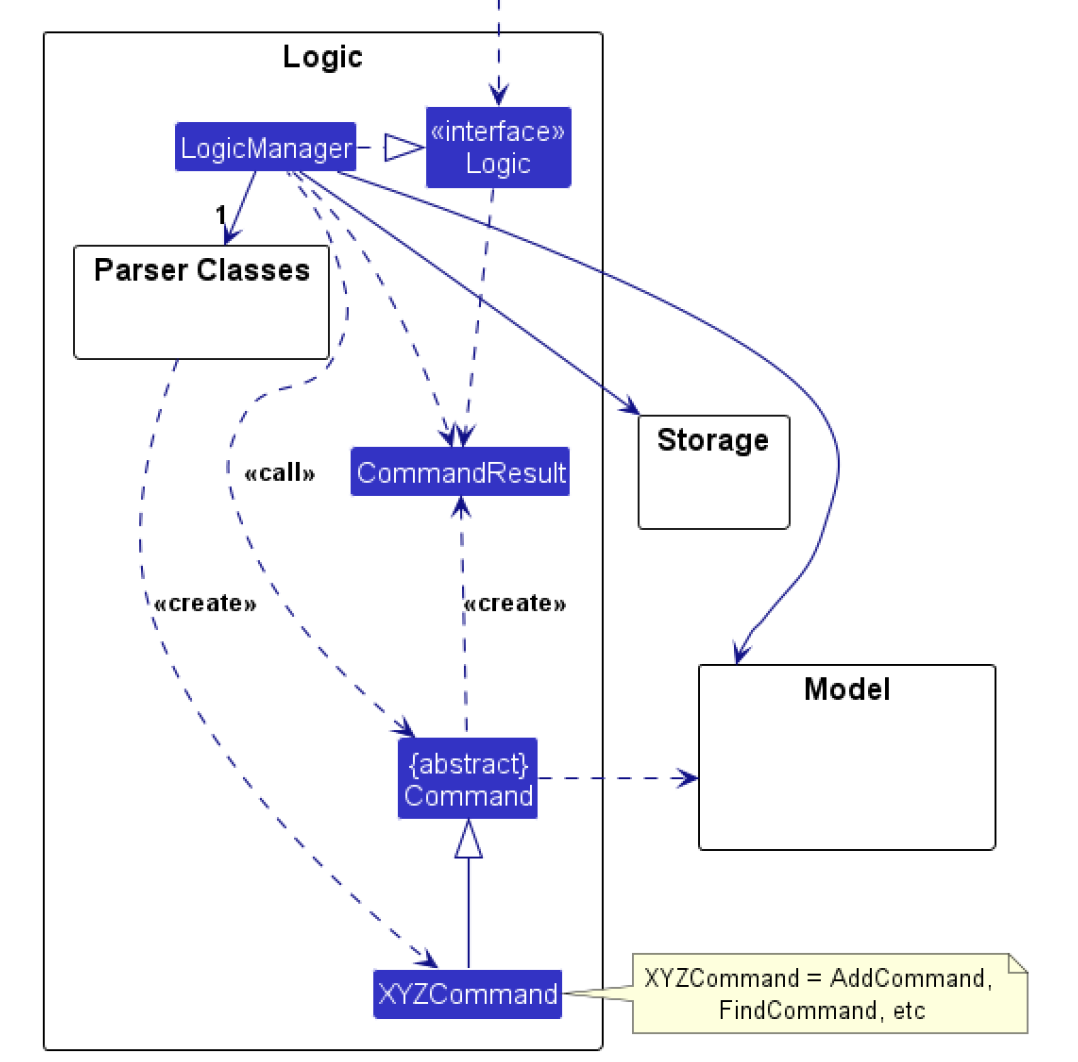 Logic
«interface»
Logic
LogicManager
1
Parser Classes
Storage
«call»
CommandResult
«create»
«create»
Model
{abstract}
Command
XYZCommand
XYZCommand = AddCommand,
FindCommand, etc